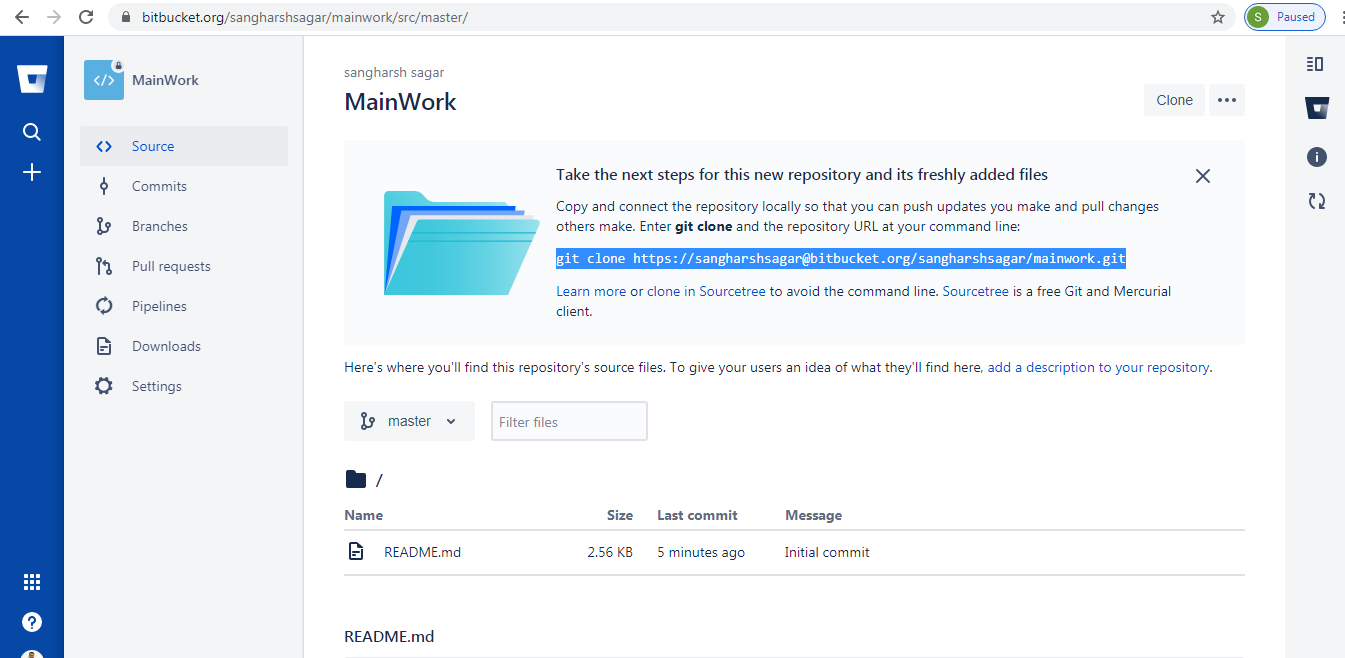 bitbucket.org/sangharshsagar/mainwork/src/master/
S Paused
</> MainWork
Source
Commits
Branches
Pull requests
Pipelines
Downloads
Settings
sangharsh sagar
MainWork
Clone
Take the next steps for this new repository and its freshly added files
Copy and connect the repository locally so that you can push updates you make and pull changes
others make. Enter git clone and the repository URL at your command line:
git clone https://sangharshsagar@bitbucket.org/sangharshsagar/mainwork.git
Learn more or clone in Sourcetree to avoid the command line. Sourcetree is a free Git and Mercurial
client.
Here's where you'll find this repository's source files. To give your users an idea of what they'll find here, add a description to your repository.
master
Filter files
/
Name Size Last commit Message
README.md 2.56 KB 5 minutes ago Initial commit
README.md